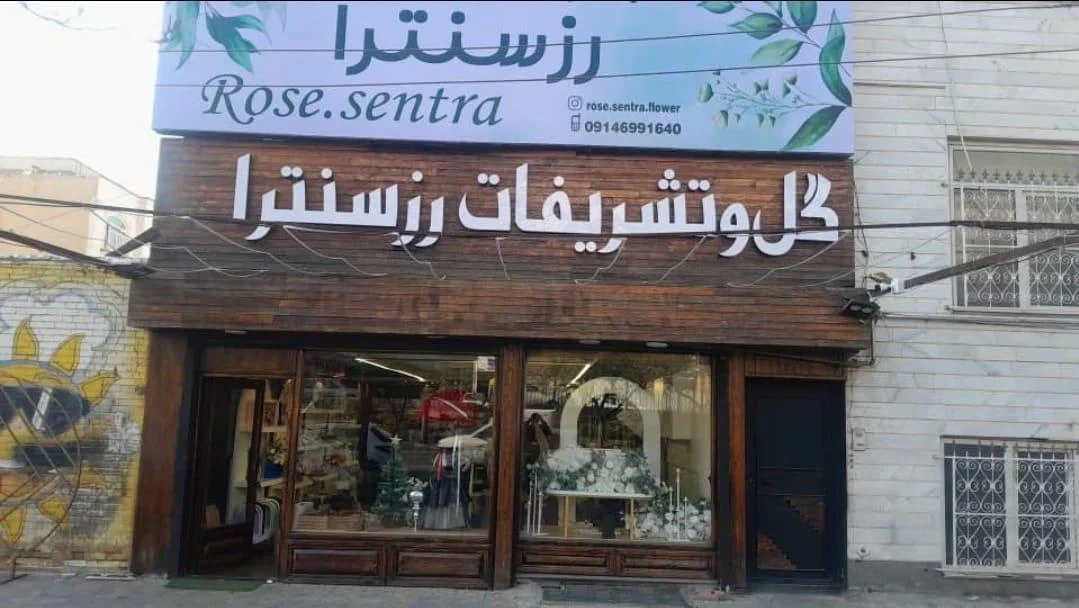 رزسنترا
Rose.sentra
rose.sentra.flower
09146991640
گل و تشریفات رزسنترا